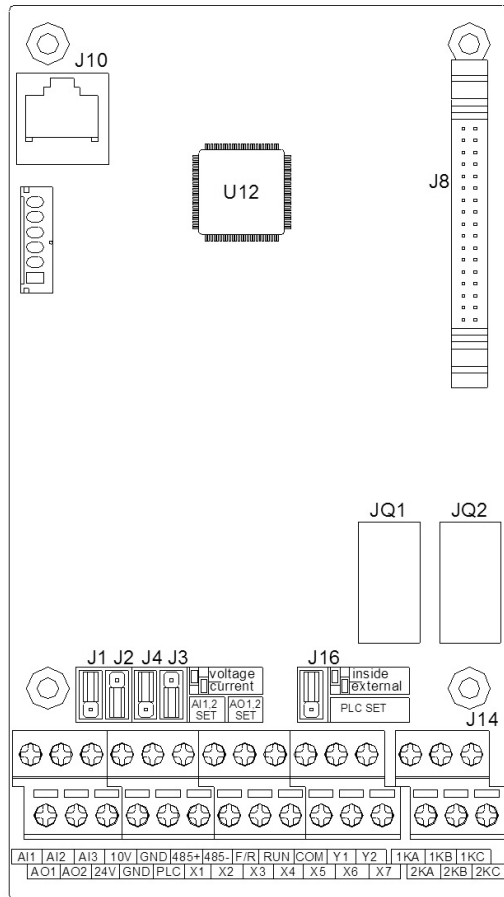 J10
U12
J8
JQ1 JQ2
J1 J2 J4 J3 J16
voltage
current
AI1,2 SET
AO1,2 SET
inside
external
PLC SET
J14
AI1 AI2 AI3 10V GND 485+ 485- F/R RUN COM Y1 Y2 1KA 1KB 1KC
AO1 AO2 24V GND PLC X1 X2 X3 X4 X5 X6 X7 2KA 2KB 2KC